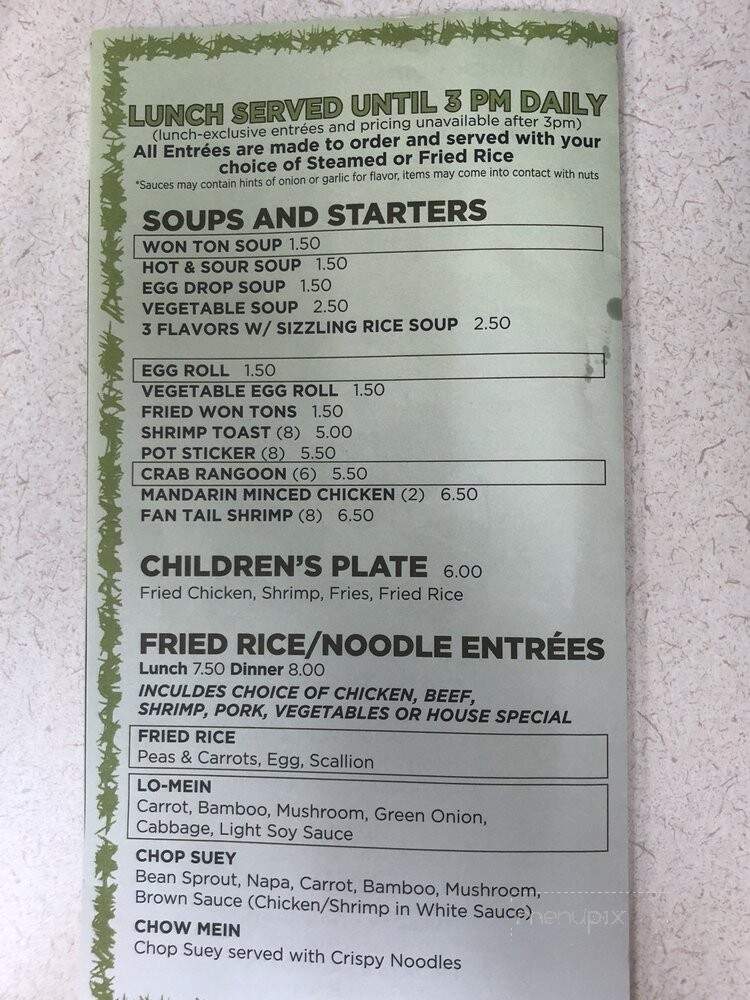 LUNCH SERVED UNTIL 3 PM DAILY
(lunch-exclusive entrées and pricing unavailable after 3pm)
All Entrées are made to order and served with your
choice of Steamed or Fried Rice
*Sauces may contain hints of onion or garlic for flavor, items may come into contact with nuts
SOUPS AND STARTERS
WON TON SOUP 1.50
HOT & SOUR SOUP 1.50
EGG DROP SOUP 1.50
VEGETABLE SOUP 2.50
3 FLAVORS W/ SIZZLING RICE SOUP 2.50
EGG ROLL 1.50
VEGETABLE EGG ROLL 1.50
FRIED WON TONS 1.50
SHRIMP TOAST (8) 5.00
POT STICKER (8) 5.50
CRAB RANGOON (6) 5.50
MANDARIN MINCED CHICKEN (2) 6.50
FAN TAIL SHRIMP (8) 6.50
CHILDREN'S PLATE 6.00
Fried Chicken, Shrimp, Fries, Fried Rice
FRIED RICE/NOODLE ENTRÉES
Lunch 7.50 Dinner 8.00
INCULDES CHOICE OF CHICKEN, BEEF,
SHRIMP, PORK, VEGETABLES OR HOUSE SPECIAL
FRIED RICE
Peas & Carrots, Egg, Scallion
LO-MEIN
Carrot, Bamboo, Mushroom, Green Onion,
Cabbage, Light Soy Sauce
CHOP SUEY
Bean Sprout, Napa, Carrot, Bamboo, Mushroom,
Brown Sauce (Chicken/Shrimp in White Sauce)
menupix
CHOW MEIN
Chop Suey served with Crispy Noodles